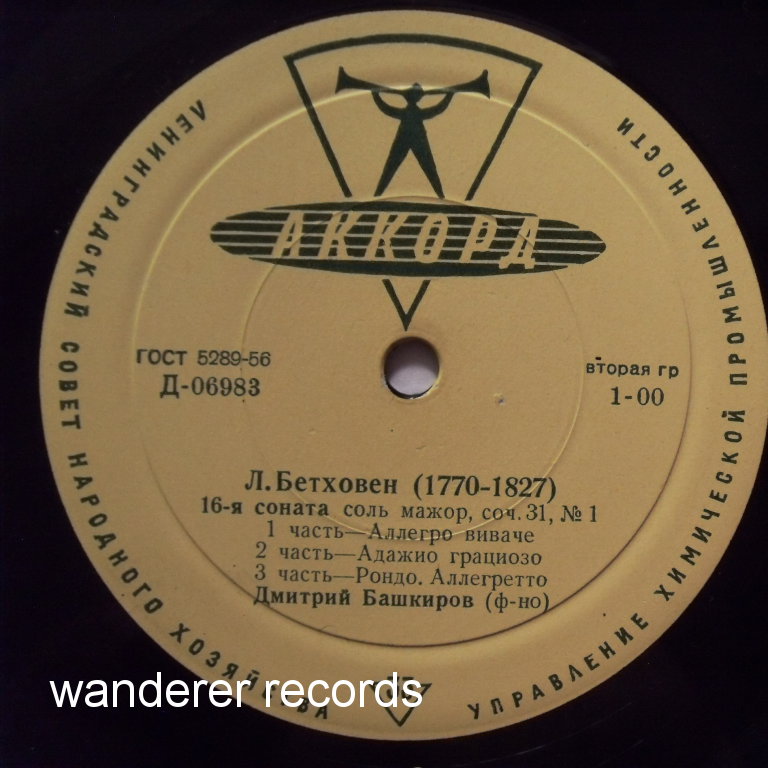 ЛЕНИНГРАДСКИЙ СОВЕТ НАРОДНОГО ХОЗЯЙСТВА
УПРАВЛЕНИЕ ХИМИЧЕСКОЙ ПРОМЫШЛЕННОСТИ
АККОРД
ГОСТ 5289-56
Д-06983
вторая гр
1-00
Л. Бетховен (1770-1827)
16-я соната соль мажор, соч. 31, № 1
1 часть—Аллегро виваче
2 часть—Адажио грациозо
3 часть—Рондо. Аллегретто
Дмитрий Башкиров (ф-но)
wanderer records